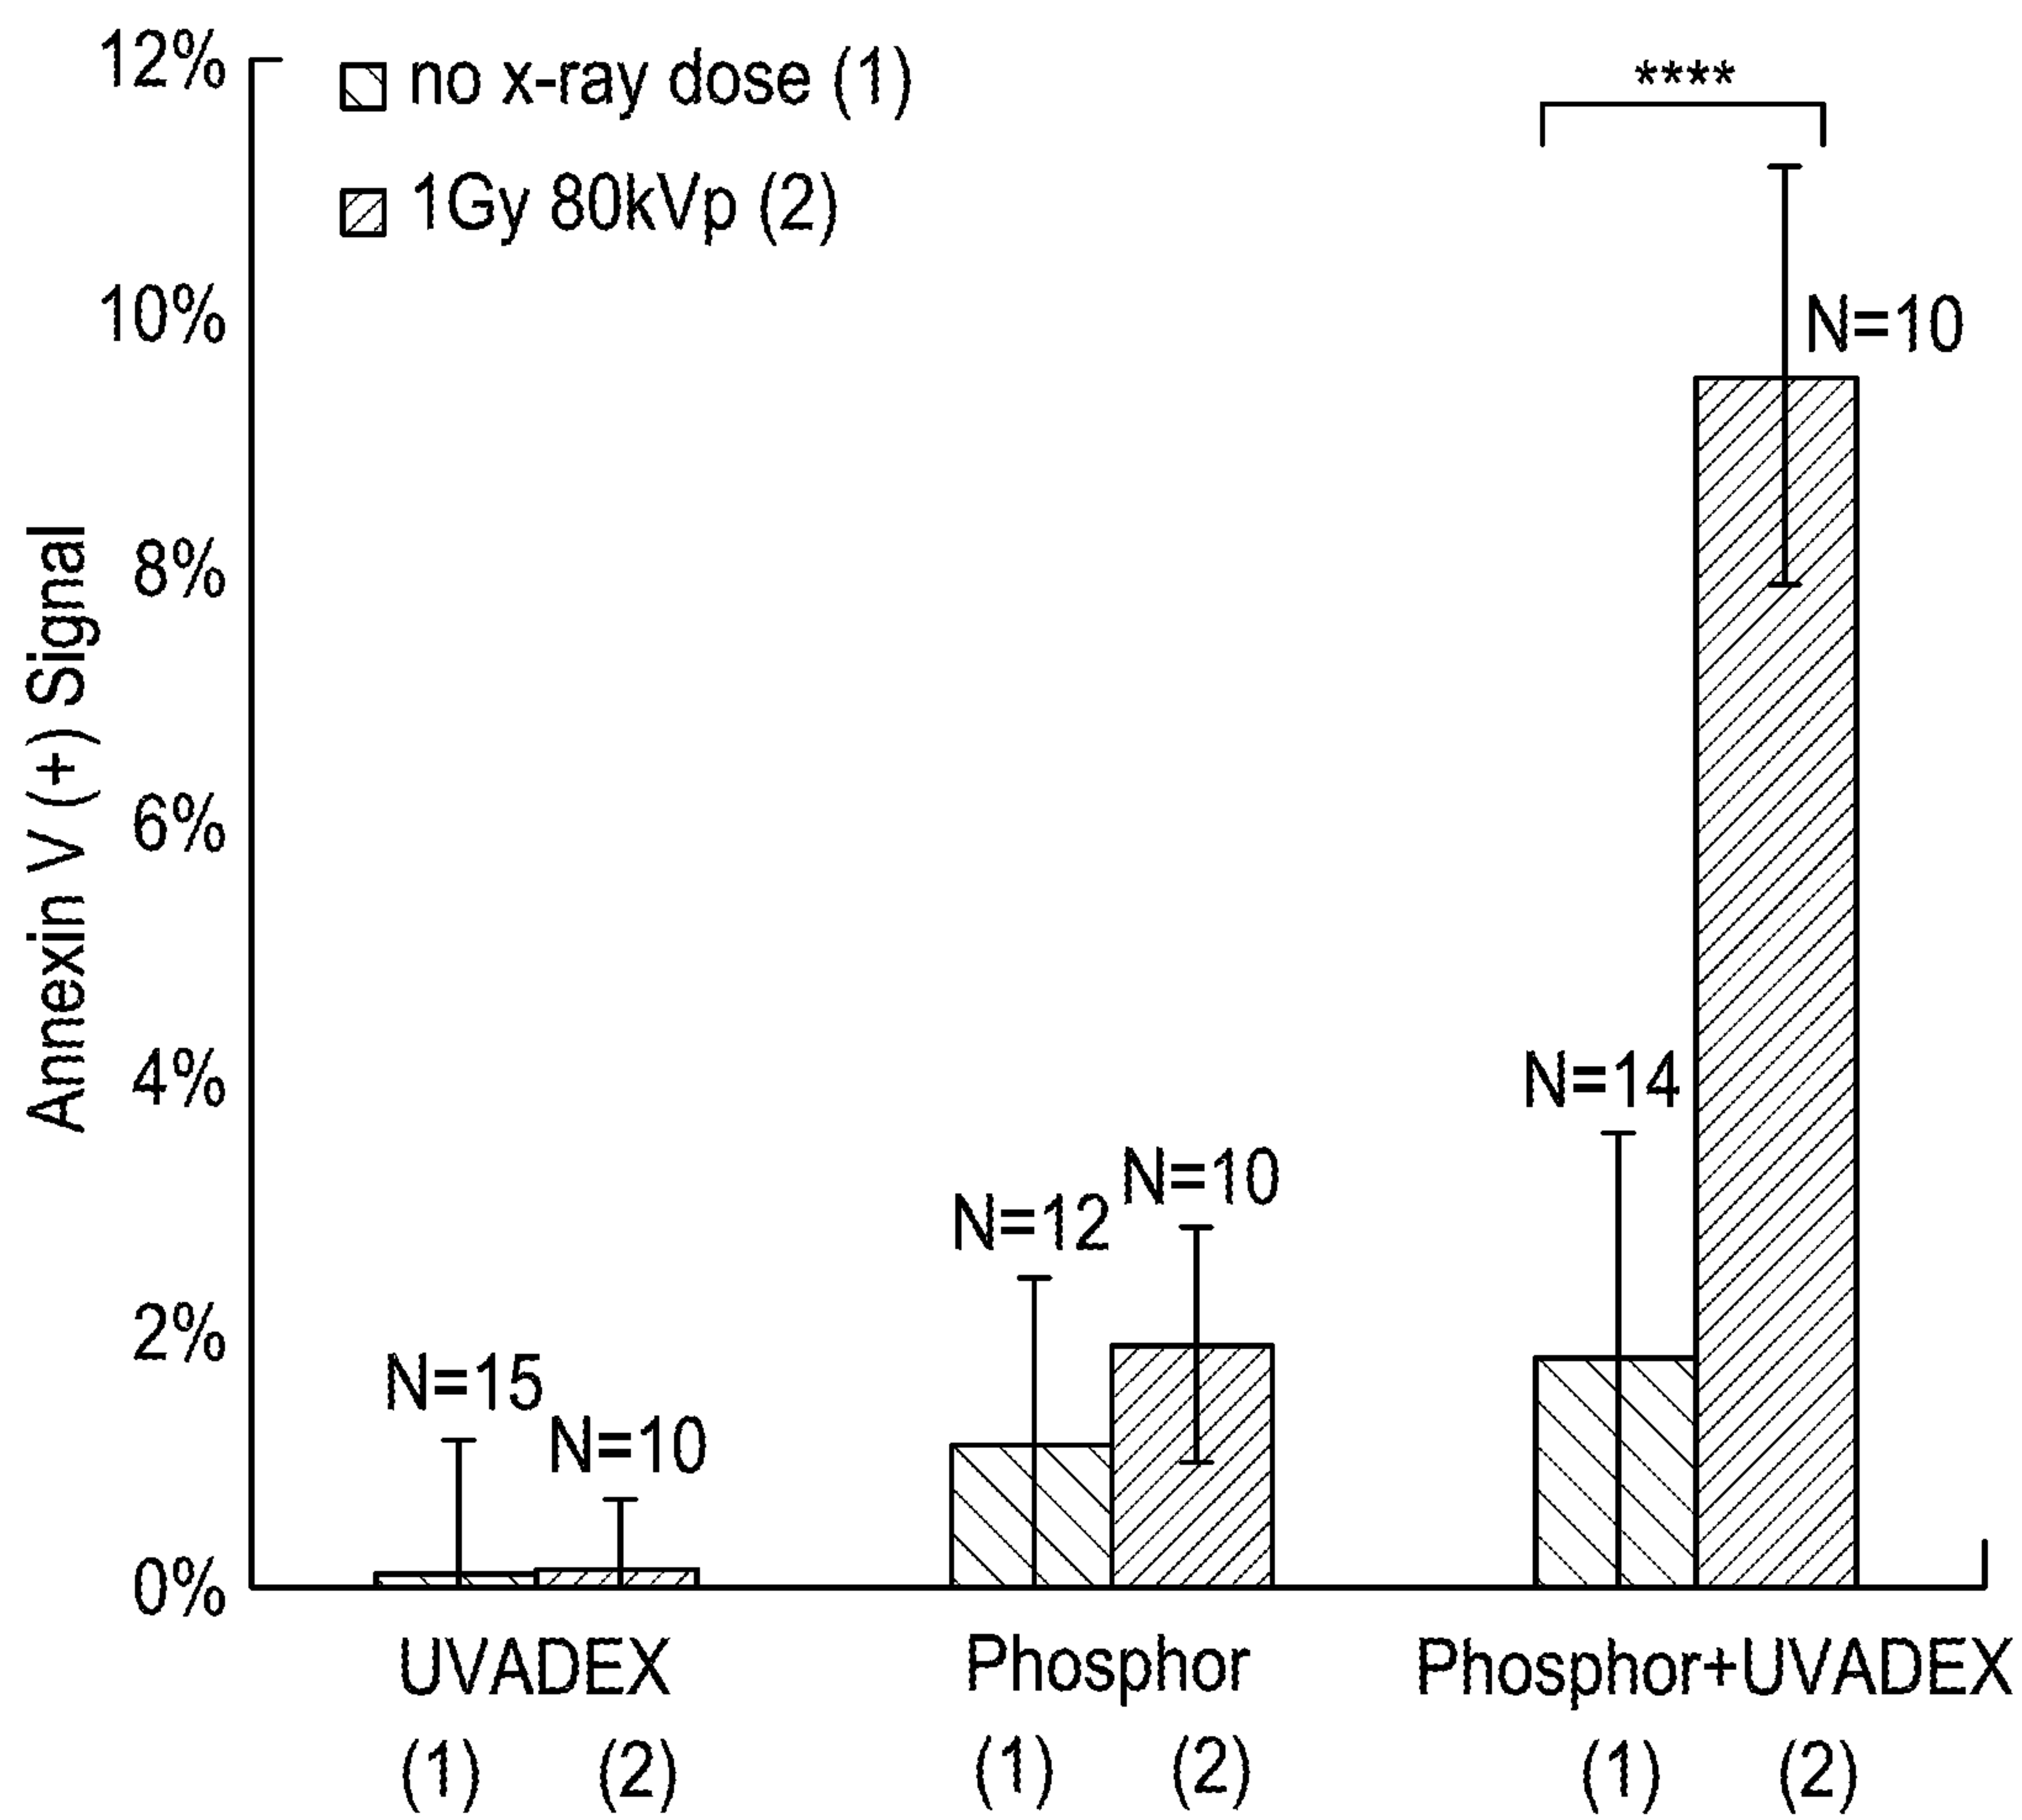 12%
10%
8%
6%
4%
2%
0%
Annexin V (+) Signal
no x-ray dose (1)
1Gy 80kVp (2)
****
N=15
N=10
N=12
N=10
N=14
N=10
UVADEX
(1) (2)
Phosphor
(1) (2)
Phosphor+UVADEX
(1) (2)